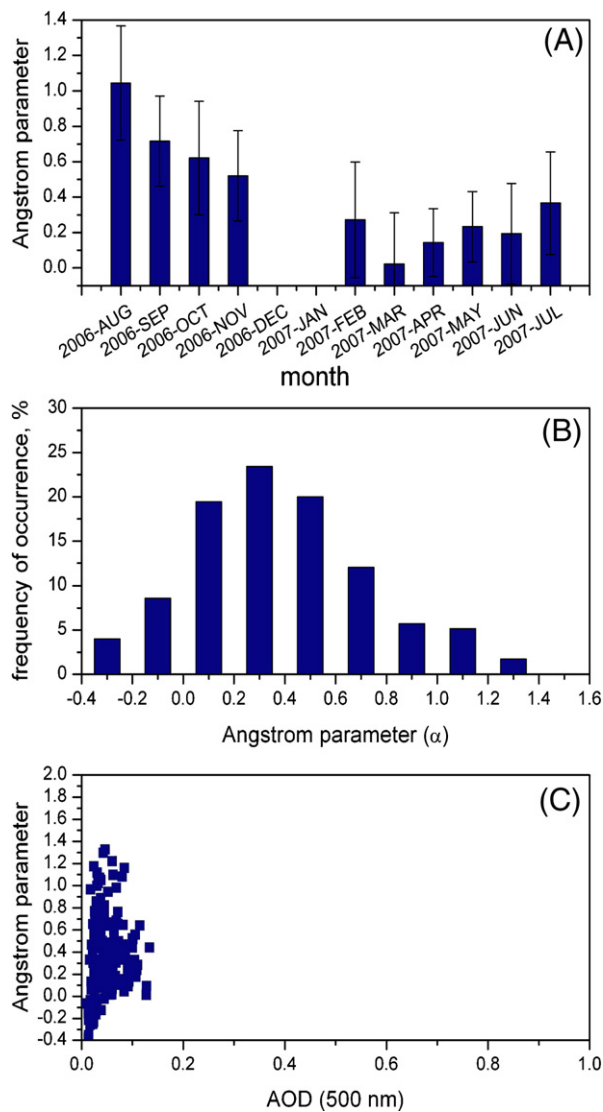 (A)
Angstrom parameter
1.4
1.2
1.0
0.8
0.6
0.4
0.2
0.0
2006-AUG
2006-SEP
2006-OCT
2006-NOV
2006-DEC
2007-JAN
2007-FEB
2007-MAR
2007-APR
2007-MAY
2007-JUN
2007-JUL
month
(B)
frequency of occurrence, %
30
25
20
15
10
5
0
-0.4 -0.2 0.0 0.2 0.4 0.6 0.8 1.0 1.2 1.4 1.6
Angstrom parameter (α)
(C)
Angstrom parameter
2.0
1.8
1.6
1.4
1.2
1.0
0.8
0.6
0.4
0.2
0.0
-0.2
-0.4
0.0 0.2 0.4 0.6 0.8 1.0
AOD (500 nm)